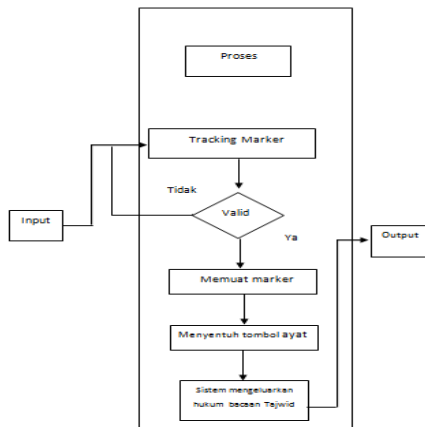 Proses
Tracking Marker
Tidak
Valid
Input
Ya
Output
Memuat marker
Menyentuh tombol ayat
Sistem mengeluarkan
hukum bacaan Tajwid